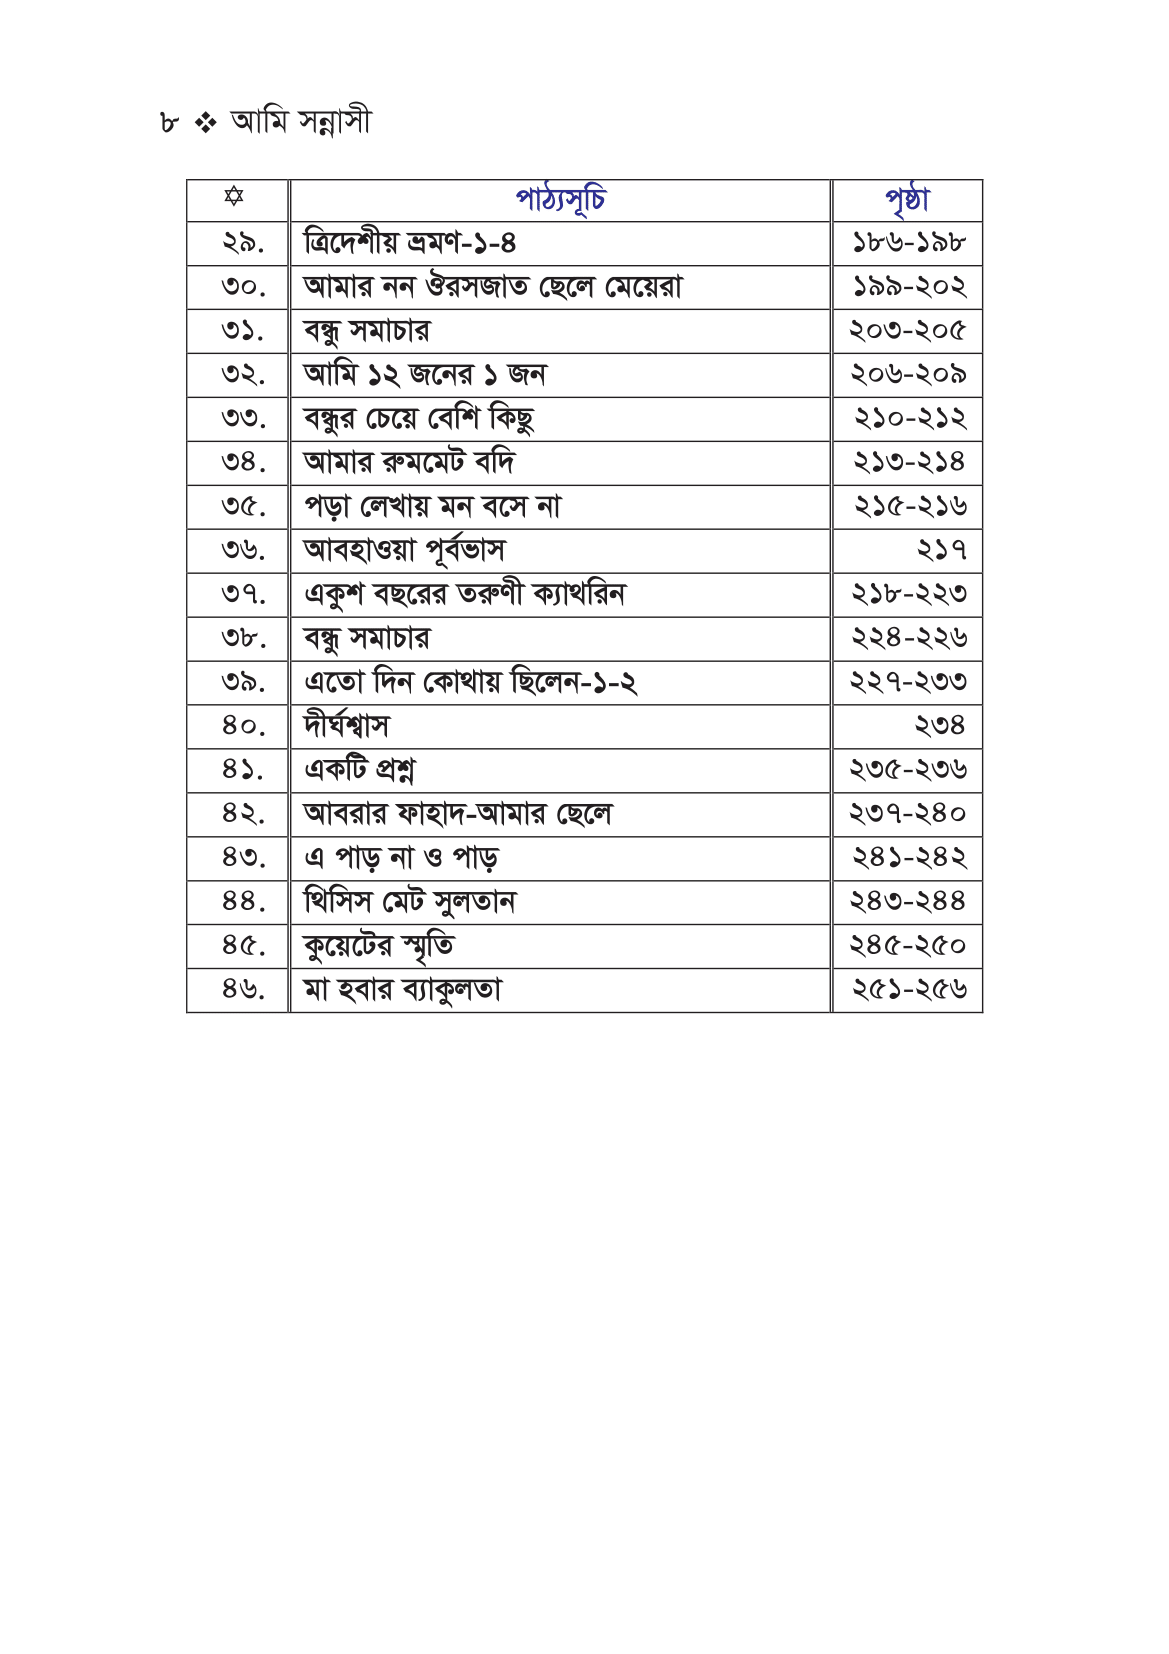 ৮ ❖ আমি সন্নাসী
✡ পাঠ্যসূচি পৃষ্ঠা
২৯. ত্রিদেশীয় ভ্রমণ-১-৪ ১৮৬-১৯৮
৩০. আমার নন ঔরসজাত ছেলে মেয়েরা ১৯৯-২০২
৩১. বন্ধু সমাচার ২০৩-২০৫
৩২. আমি ১২ জনের ১ জন ২০৬-২০৯
৩৩. বন্ধুর চেয়ে বেশি কিছু ২১০-২১২
৩৪. আমার রুমমেট বদি ২১৩-২১৪
৩৫. পড়া লেখায় মন বসে না ২১৫-২১৬
৩৬. আবহাওয়া পূর্বভাস ২১৭
৩৭. একুশ বছরের তরুণী ক্যাথরিন ২১৮-২২৩
৩৮. বন্ধু সমাচার ২২৪-২২৬
৩৯. এতো দিন কোথায় ছিলেন-১-২ ২২৭-২৩৩
৪০. দীর্ঘশ্বাস ২৩৪
৪১. একটি প্রশ্ন ২৩৫-২৩৬
৪২. আবরার ফাহাদ-আমার ছেলে ২৩৭-২৪০
৪৩. এ পাড় না ও পাড় ২৪১-২৪২
৪৪. থিসিস মেট সুলতান ২৪৩-২৪৪
৪৫. কুয়েটের স্মৃতি ২৪৫-২৫০
৪৬. মা হবার ব্যাকুলতা ২৫১-২৫৬